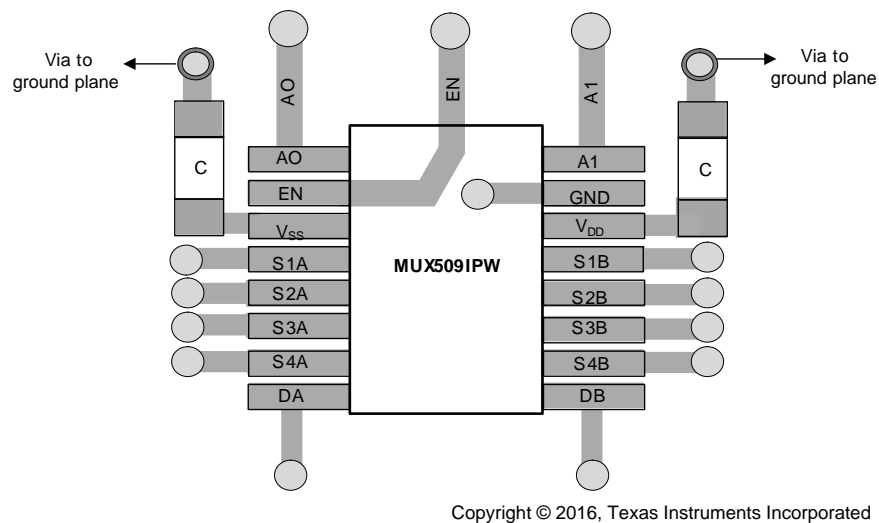 Via to
ground plane
Via to
ground plane
AO
EN
A1
C
C
AO
EN
VSS
S1A
S2A
S3A
S4A
DA
MUX509IPW
A1
GND
VDD
S1B
S2B
S3B
S4B
DB
Copyright © 2016, Texas Instruments Incorporated